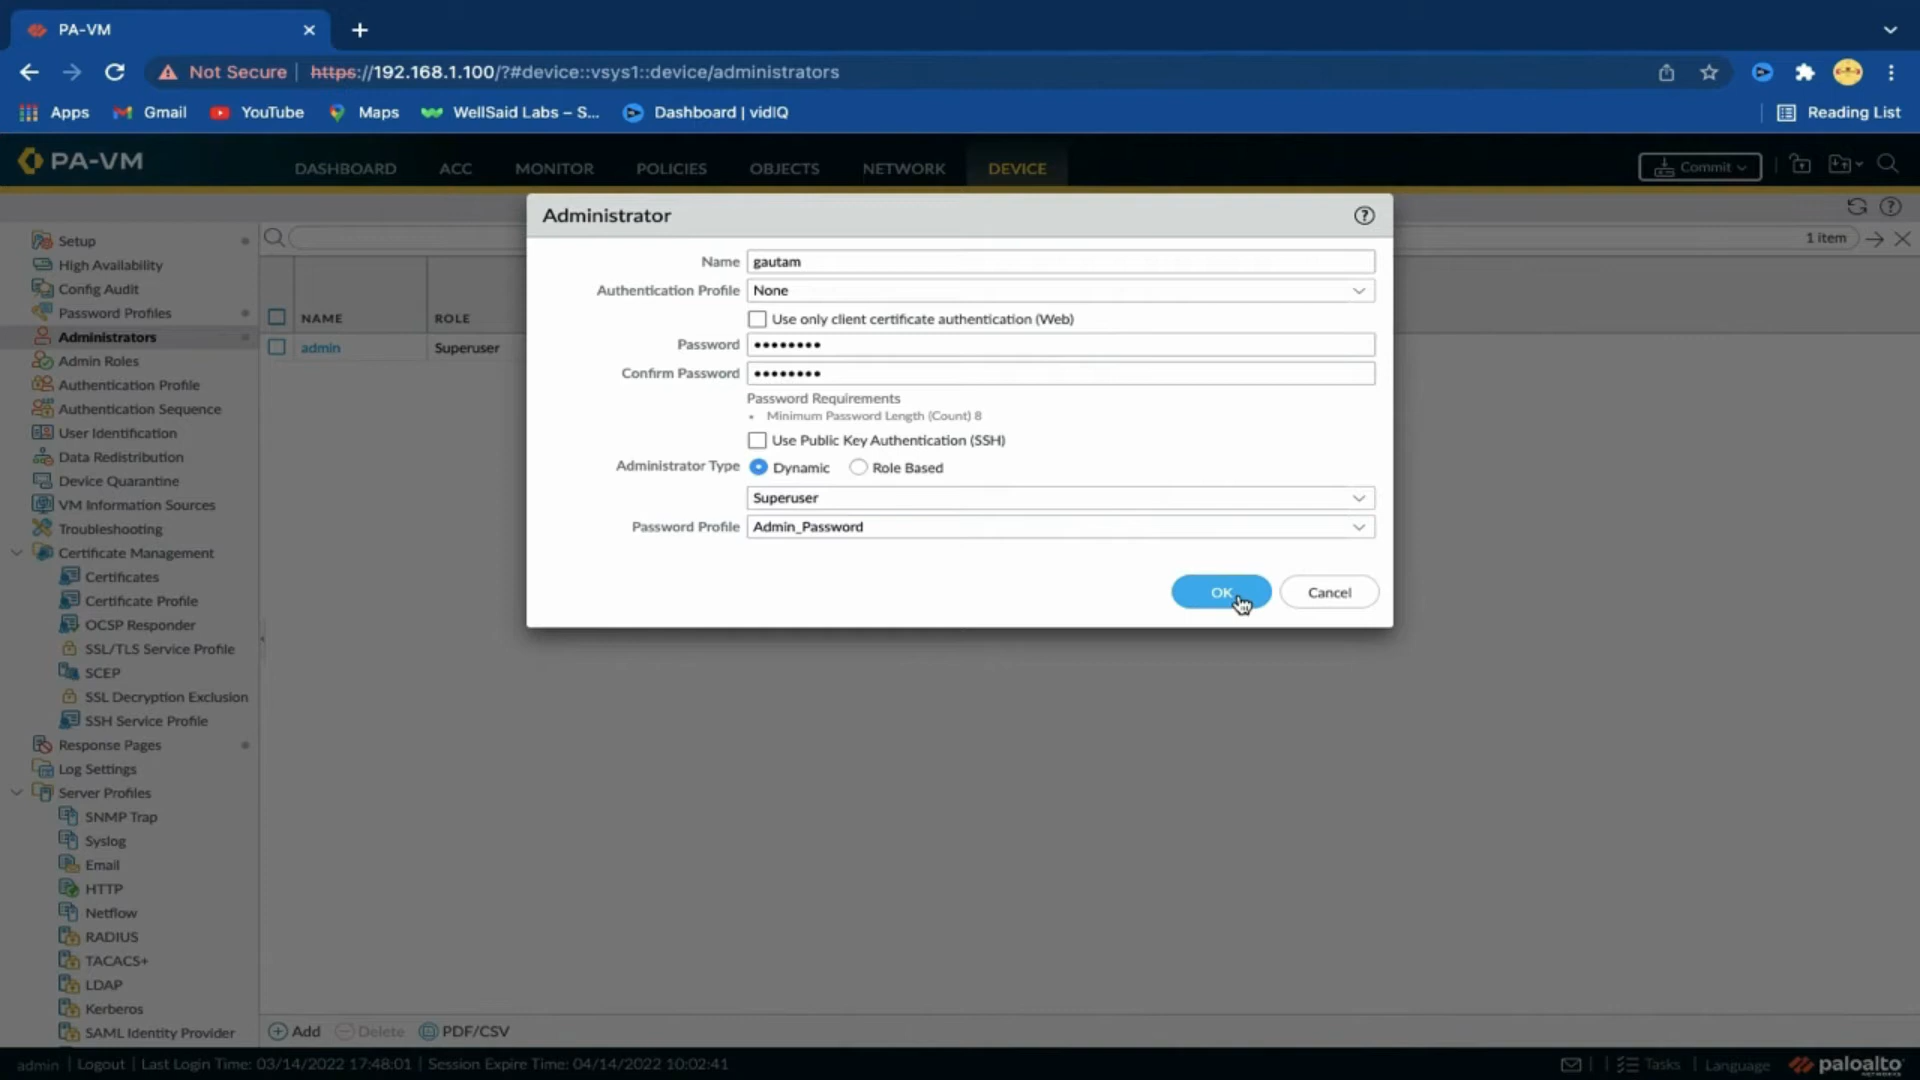 PA-VM
Not Secure https://192.168.1.100/?#device::vsys1::device/administrators
Apps Gmail YouTube Maps WellSaid Labs – S... Dashboard | vidIQ Reading List
PA-VM DASHBOARD ACC MONITOR POLICIES OBJECTS NETWORK DEVICE Commit
Administrator
1 item
Setup
High Availability
Config Audit
Password Profiles
Administrators
Admin Roles
Authentication Profile
Authentication Sequence
User Identification
Data Redistribution
Device Quarantine
VM Information Sources
Troubleshooting
Certificate Management
Certificates
Certificate Profile
OCSP Responder
SSL/TLS Service Profile
SCEP
SSL Decryption Exclusion
SSH Service Profile
Response Pages
Log Settings
Server Profiles
SNMP Trap
Syslog
Email
HTTP
Netflow
RADIUS
TACACS+
LDAP
Kerberos
SAML Identity Provider
NAME ROLE
admin Superuser
Name gautam
Authentication Profile None
Use only client certificate authentication (Web)
Password ••••••••
Confirm Password ••••••••
Password Requirements
• Minimum Password Length (Count) 8
Use Public Key Authentication (SSH)
Administrator Type Dynamic Role Based
Superuser
Password Profile Admin_Password
OK Cancel
Add Delete PDF/CSV
admin | Logout | Last Login Time: 03/14/2022 17:48:01 | Session Expire Time: 04/14/2022 10:02:41 Tasks | Language paloalto
NETWORKS